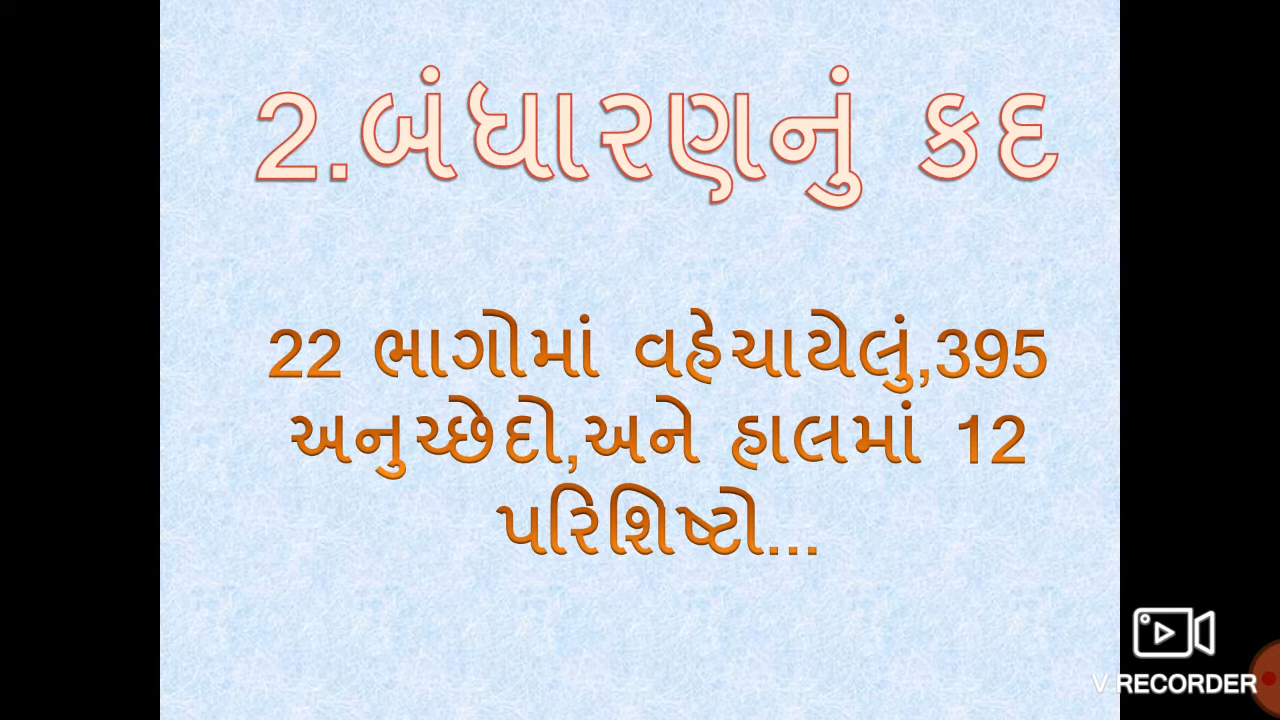 2.બંધારણનું કદ
22 ભાગોમાં વહેચાયેલું,395
અનુચ્છેદો,અને હાલમાં 12
પરિશિષ્ટો...
V RECORDER